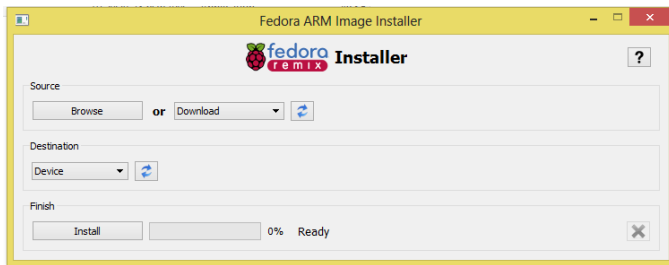 Fedora ARM Image Installer
fedora remix Installer
?
Source
Browse or Download
Destination
Device
Finish
Install 0% Ready